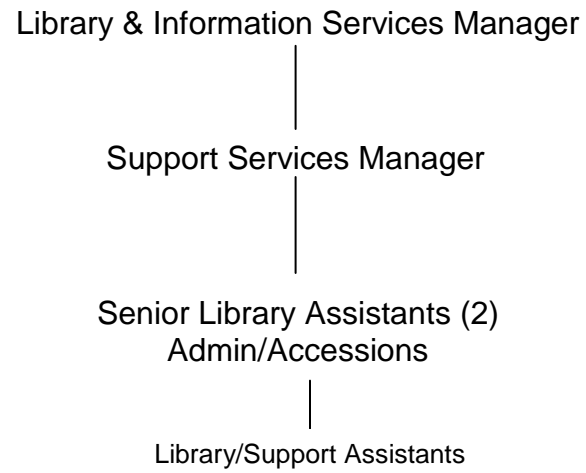 Library & Information Services Manager
Support Services Manager
Senior Library Assistants (2)
Admin/Accessions
Library/Support Assistants